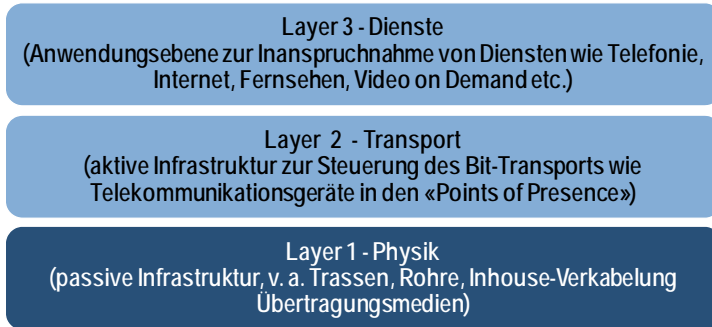 Layer 3 - Dienste
(Anwendungsebene zur Inanspruchnahme von Diensten wie Telefonie,
Internet, Fernsehen, Video on Demand etc.)
Layer 2 - Transport
(aktive Infrastruktur zur Steuerung des Bit-Transports wie
Telekommunikationsgeräte in den «Points of Presence»)
Layer 1 - Physik
(passive Infrastruktur, v. a. Trassen, Rohre, Inhouse-Verkabelung
Übertragungsmedien)